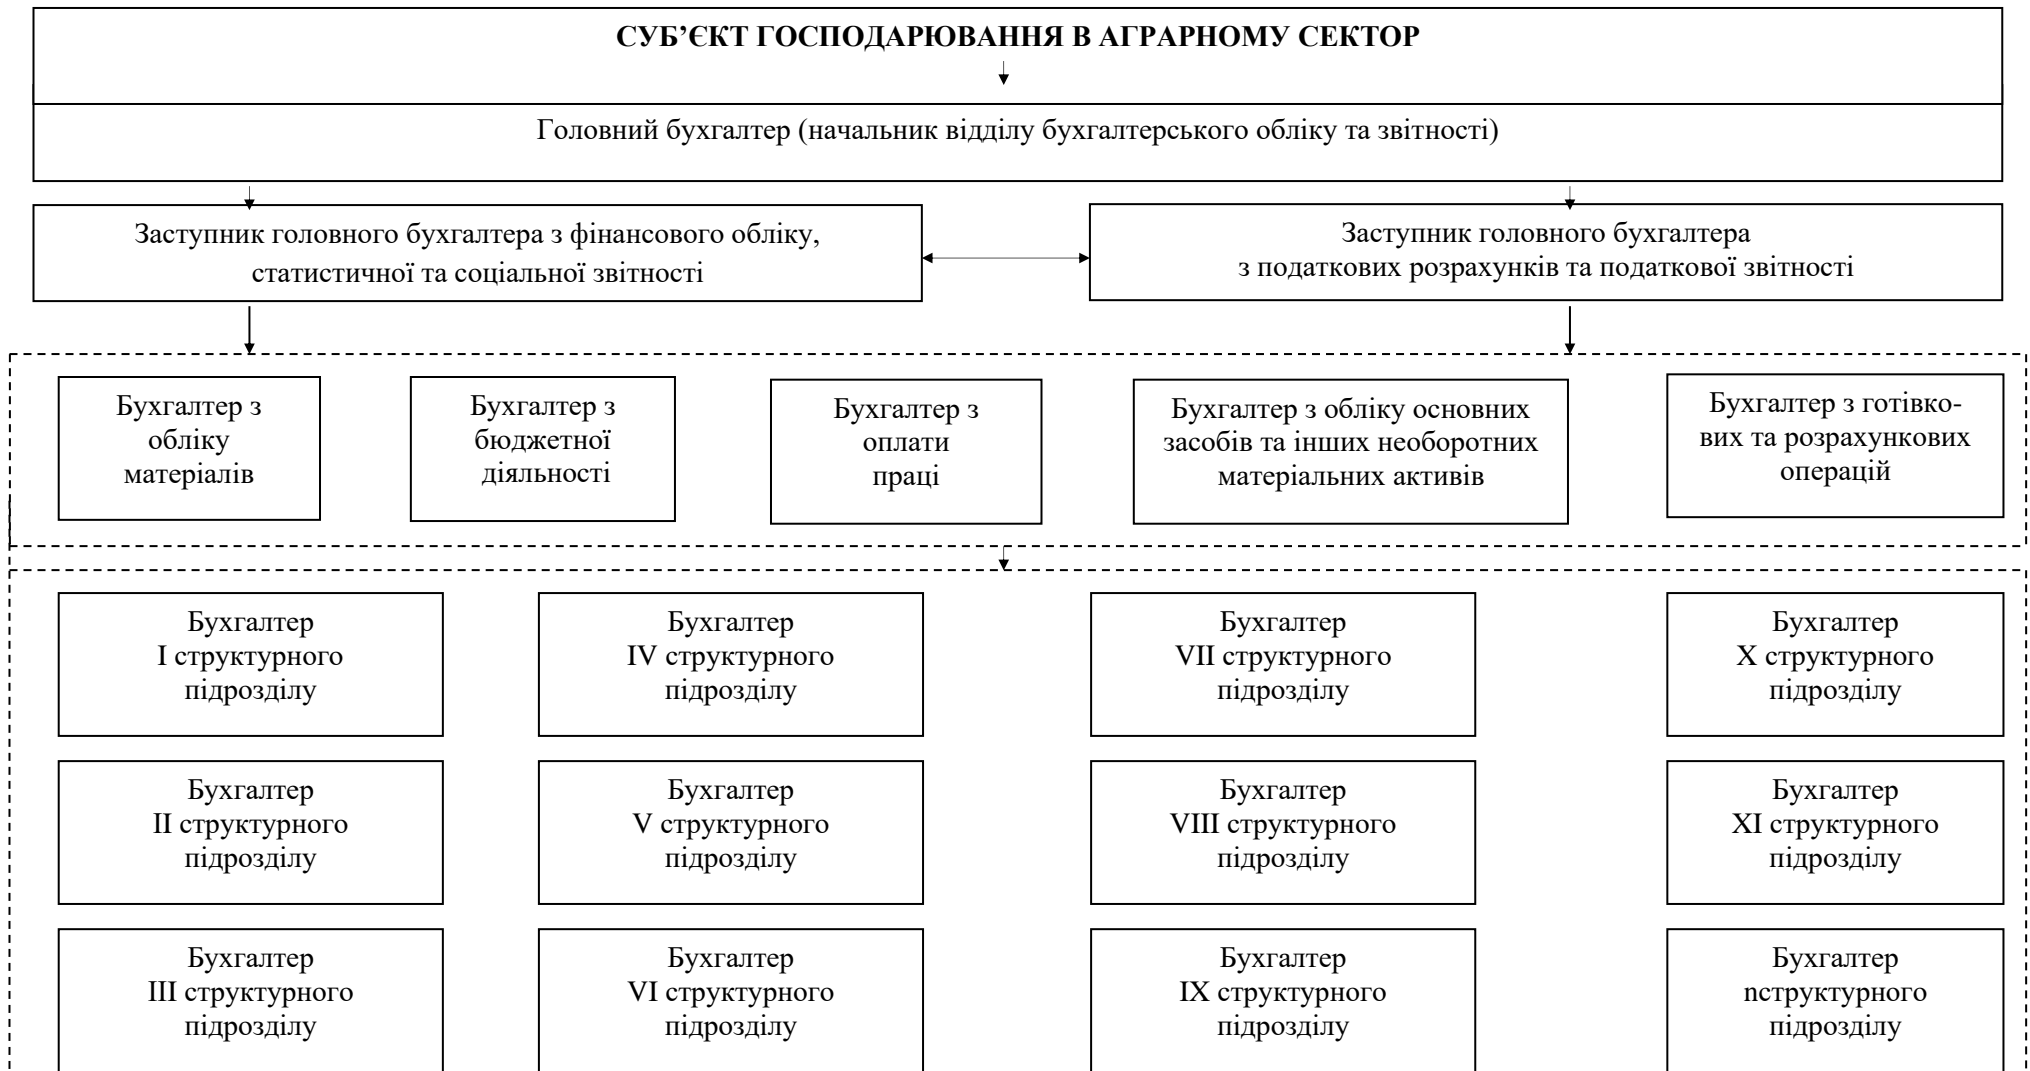 СУБ’ЄКТ ГОСПОДАРЮВАННЯ В АГРАРНОМУ СЕКТОР
Головний бухгалтер (начальник відділу бухгалтерського обліку та звітності)
Заступник головного бухгалтера з фінансового обліку,
статистичної та соціальної звітності
Заступник головного бухгалтера
з податкових розрахунків та податкової звітності
Бухгалтер з
обліку
матеріалів
Бухгалтер з
бюджетної
діяльності
Бухгалтер з
оплати
праці
Бухгалтер з обліку основних
засобів та інших необоротних
матеріальних активів
Бухгалтер з готівко-
вих та розрахункових
операцій
Бухгалтер
I структурного
підрозділу
Бухгалтер
IV структурного
підрозділу
Бухгалтер
VII структурного
підрозділу
Бухгалтер
X структурного
підрозділу
Бухгалтер
II структурного
підрозділу
Бухгалтер
V структурного
підрозділу
Бухгалтер
VIII структурного
підрозділу
Бухгалтер
XI структурного
підрозділу
Бухгалтер
III структурного
підрозділу
Бухгалтер
VI структурного
підрозділу
Бухгалтер
IX структурного
підрозділу
Бухгалтер
nструктурного
підрозділу